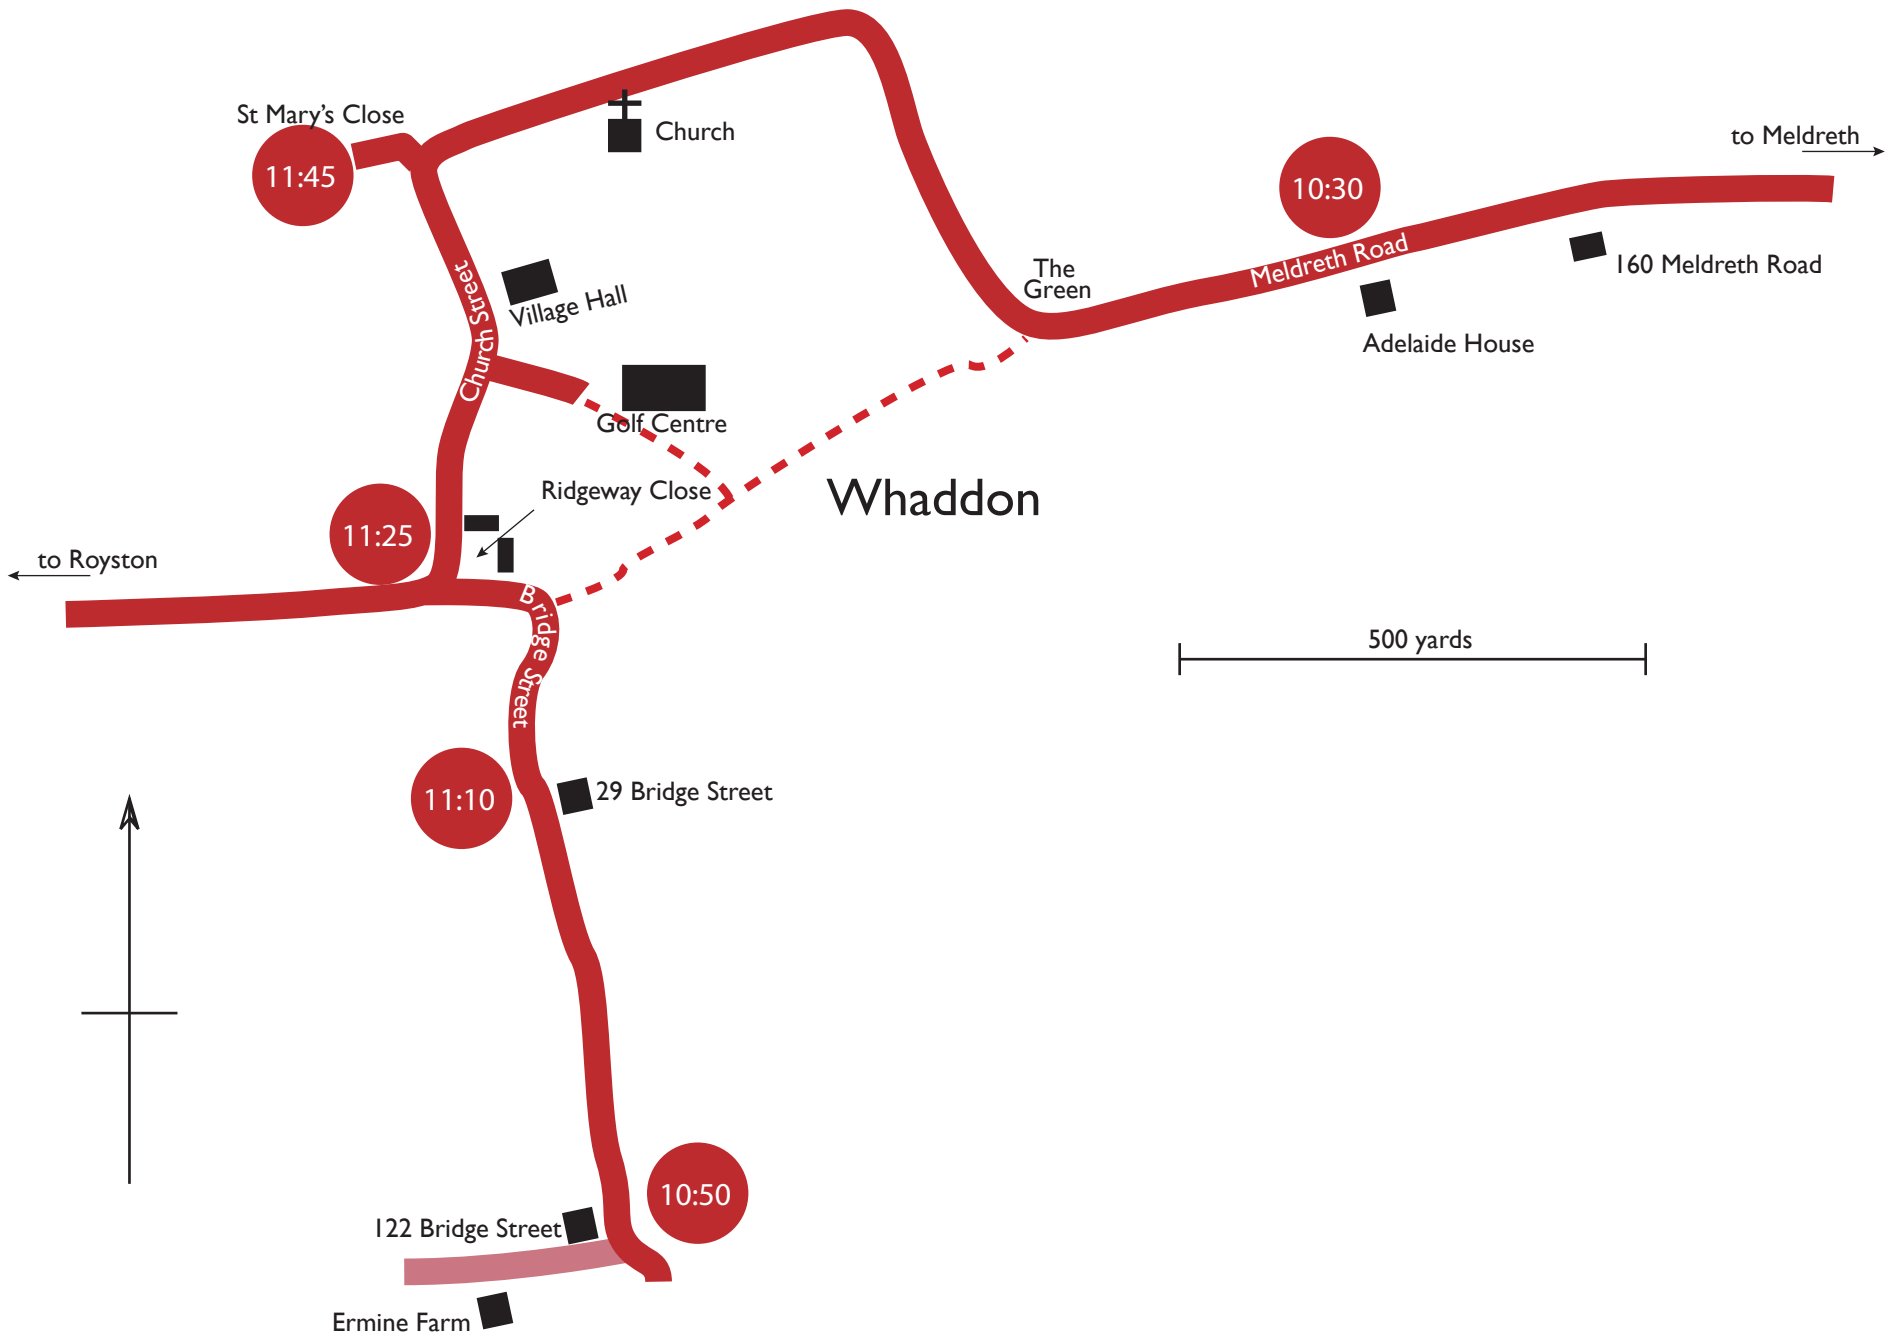 St Mary's Close
11:45
Church
to Meldreth
10:30
Meldreth Road
160 Meldreth Road
The
Green
Adelaide House
Village Hall
Church Street
Golf Centre
Ridgeway Close
Whaddon
11:25
to Royston
Bridge Street
500 yards
11:10
29 Bridge Street
10:50
122 Bridge Street
Ermine Farm